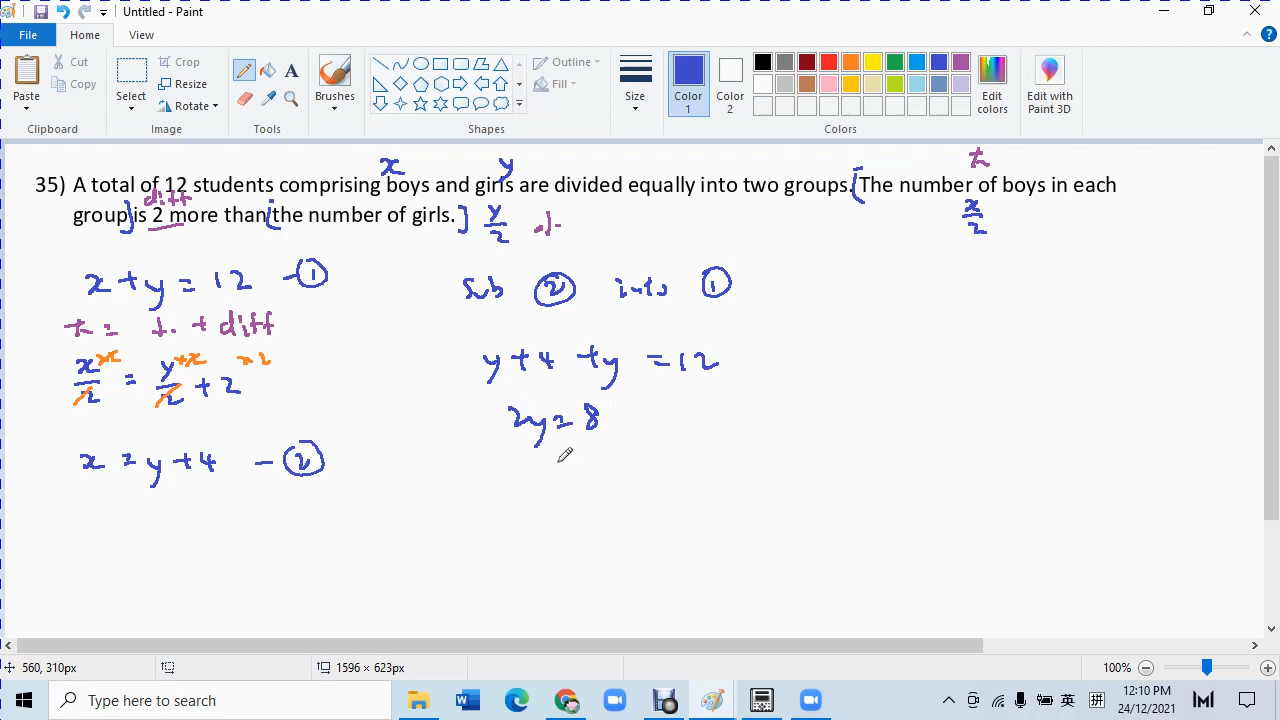 Untitled - Paint
File Home View
Paste
Cut
Copy
Clipboard
Select
Crop
Resize
Rotate
Image
Tools
Brushes
Shapes
Outline
Fill
Size
Color 1
Color 2
Edit colors
Colors
Edit with Paint 3D
x y
35) A total of 12 students comprising boys and girls are divided equally into two groups. [The number of boys in each
diff
group] is 2 more than [the number of girls. ] y/2 x/2
x + y = 12 - ①
+ diff
x/2 = y/2 + 2
x = y + 4 - ②
sub ② into ①
y + 4 + y = 12
2y = 8
560, 310px
1596 × 623px
100%
Type here to search
英
拼
12:10 PM
24/12/2021